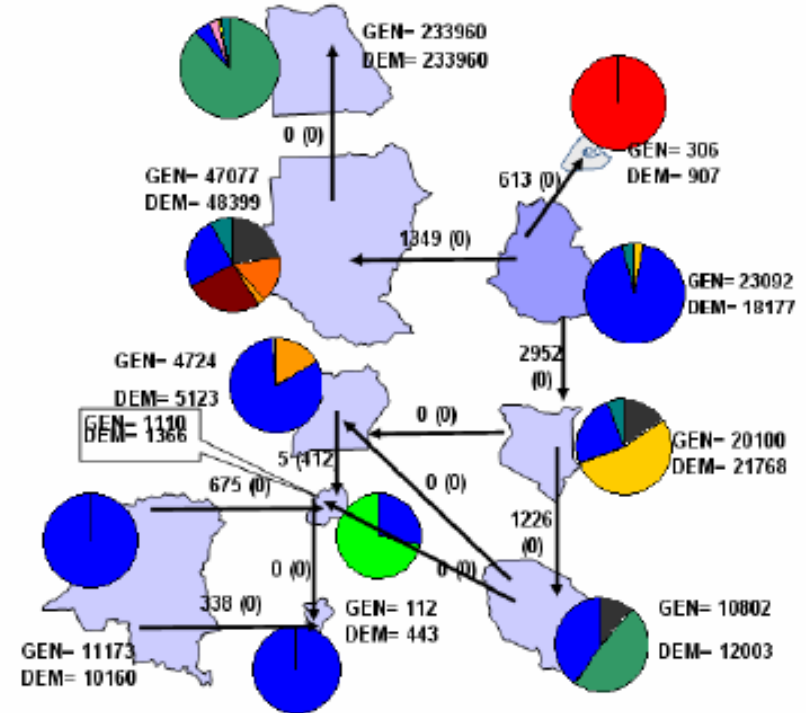 GEN= 233960
DEM= 233960
0 (0)
GEN= 306
DEM= 907
613 (0)
GEN= 47077
DEM= 48399
1349 (0)
GEN= 23092
DEM= 18177
2952
(0)
GEN= 4724
DEM= 5123
0 (0)
GEN= 1110
DEM= 1366
GEN= 20100
DEM= 21768
5 (412
675 (0)
0 (0)
1226
(0)
0 (0)
0 (0)
338 (0)
GEN= 112
DEM= 443
GEN= 10802
DEM= 12003
GEN= 11173
DEM= 10160